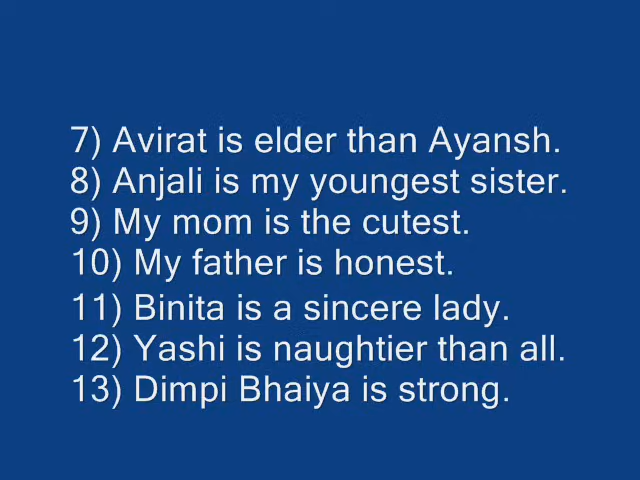 7) Avirat is elder than Ayansh.
8) Anjali is my youngest sister.
9) My mom is the cutest.
10) My father is honest.
11) Binita is a sincere lady.
12) Yashi is naughtier than all.
13) Dimpi Bhaiya is strong.